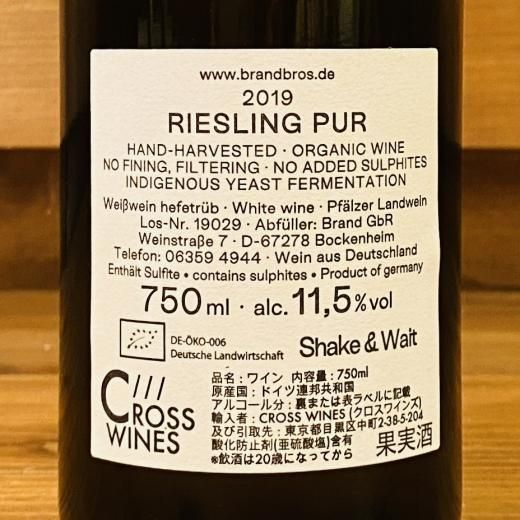 www.brandbros.de
2019
RIESLING PUR
HAND-HARVESTED · ORGANIC WINE
NO FINING, FILTERING · NO ADDED SULPHITES
INDIGENOUS YEAST FERMENTATION
Weißwein hefetrüb · White wine · Pfälzer Landwein
Los-Nr. 19029 · Abfüller: Brand GbR
Weinstraße 7 · D-67278 Bockenheim
Telefon: 06359 4944 · Wein aus Deutschland
Enthält Sulfite • contains sulphites • Product of germany
750 ml · alc. 11,5 % vol
DE-ÖKO-006
Deutsche Landwirtschaft
Shake & Wait
C///
CROSS
WINES
品名：ワイン 内容量：750ml
原産国：ドイツ連邦共和国
アルコール分：裏または表ラベルに記載
輸入者：CROSS WINES (クロスワインズ)
及び引取先：東京都目黒区中町2-38-5-204
酸化防止剤(亜硫酸塩)含有
※飲酒は20歳になってから
果実酒